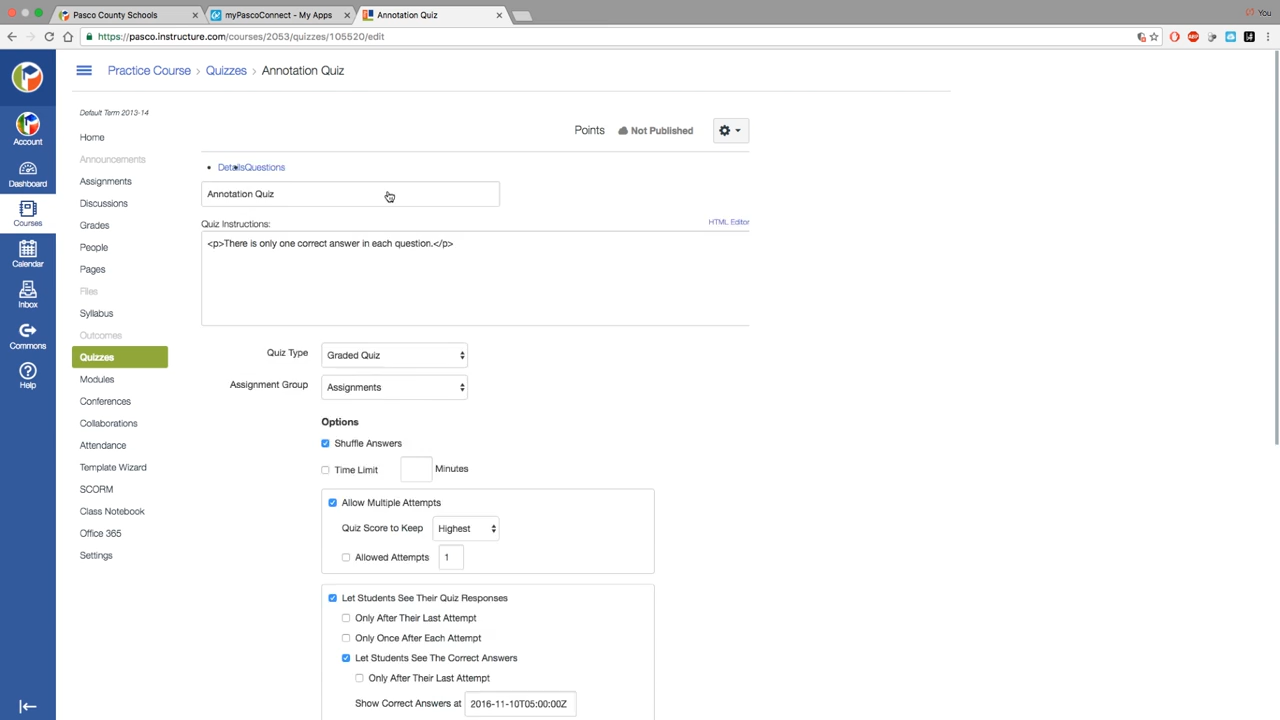 Pasco County Schools
myPascoConnect - My Apps
Annotation Quiz
You
https://pasco.instructure.com/courses/2053/quizzes/105520/edit
Practice Course > Quizzes > Annotation Quiz
Default Term 2013-14
Account
Dashboard
Courses
Calendar
Inbox
Commons
Help
Home
Announcements
Assignments
Discussions
Grades
People
Pages
Files
Syllabus
Outcomes
Quizzes
Modules
Conferences
Collaborations
Attendance
Template Wizard
SCORM
Class Notebook
Office 365
Settings
Points Not Published
DetailsQuestions
Annotation Quiz
Quiz Instructions: HTML Editor
<p>There is only one correct answer in each question.</p>
Quiz Type Graded Quiz
Assignment Group Assignments
Options
Shuffle Answers
Time Limit Minutes
Allow Multiple Attempts
Quiz Score to Keep Highest
Allowed Attempts 1
Let Students See Their Quiz Responses
Only After Their Last Attempt
Only Once After Each Attempt
Let Students See The Correct Answers
Only After Their Last Attempt
Show Correct Answers at 2016-11-10T05:00:00Z